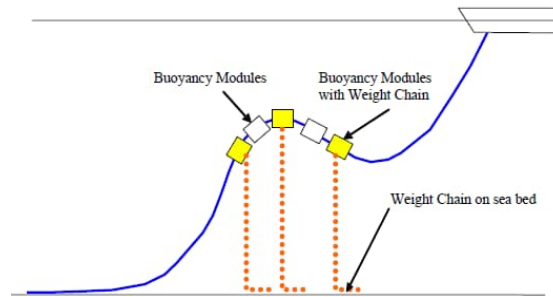 Buoyancy Modules
Buoyancy Modules
with Weight Chain
Weight Chain on sea bed